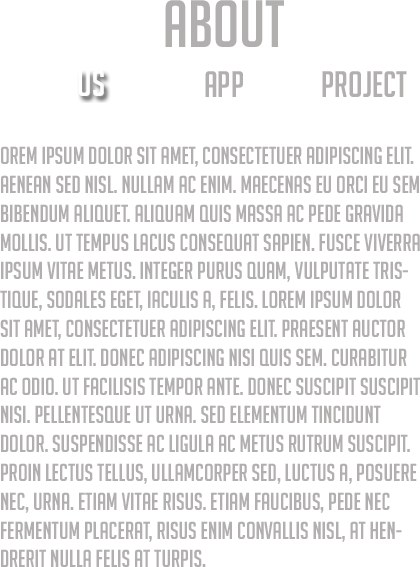 ABOUT
US APP PROJECT
OREM IPSUM DOLOR SIT AMET, CONSECTETUER ADIPISCING ELIT.
AENEAN SED NISL. NULLAM AC ENIM. MAECENAS EU ORCI EU SEM
BIBENDUM ALIQUET. ALIQUAM QUIS MASSA AC PEDE GRAVIDA
MOLLIS. UT TEMPUS LACUS CONSEQUAT SAPIEN. FUSCE VIVERRA
IPSUM VITAE METUS. INTEGER PURUS QUAM, VULPUTATE TRIS-
TIQUE, SODALES EGET, IACULIS A, FELIS. LOREM IPSUM DOLOR
SIT AMET, CONSECTETUER ADIPISCING ELIT. PRAESENT AUCTOR
DOLOR AT ELIT. DONEC ADIPISCING NISI QUIS SEM. CURABITUR
AC ODIO. UT FACILISIS TEMPOR ANTE. DONEC SUSCIPIT SUSCIPIT
NISI. PELLENTESQUE UT URNA. SED ELEMENTUM TINCIDUNT
DOLOR. SUSPENDISSE AC LIGULA AC METUS RUTRUM SUSCIPIT.
PROIN LECTUS TELLUS, ULLAMCORPER SED, LUCTUS A, POSUERE
NEC, URNA. ETIAM VITAE RISUS. ETIAM FAUCIBUS, PEDE NEC
FERMENTUM PLACERAT, RISUS ENIM CONVALLIS NISL, AT HEN-
DRERIT NULLA FELIS AT TURPIS.